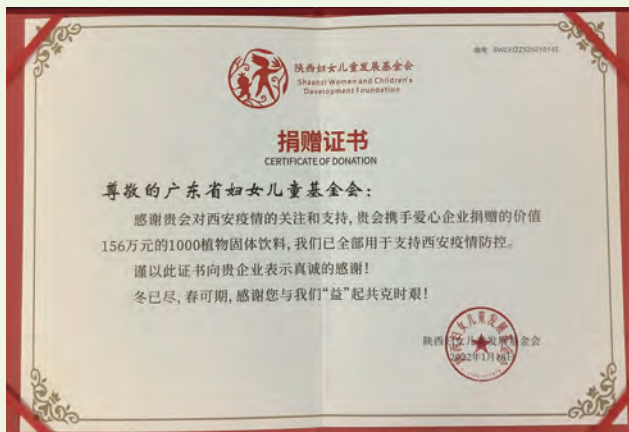 陕西妇女儿童发展基金会
Shaanxi Women and Children's
Development Foundation
捐赠证书
CERTIFICATE OF DONATION
尊敬的广东省妇女儿童基金会：
感谢贵会对西安疫情的关注和支持，贵会携手爱心企业捐赠的价值
156万元的1000植物固体饮料，我们已全部用于支持西安疫情防控。
谨以此证书向贵企业表示真诚的感谢！
冬已尽，春可期，感谢您与我们“益”起共克时艰！
陕西妇女儿童发展基金会